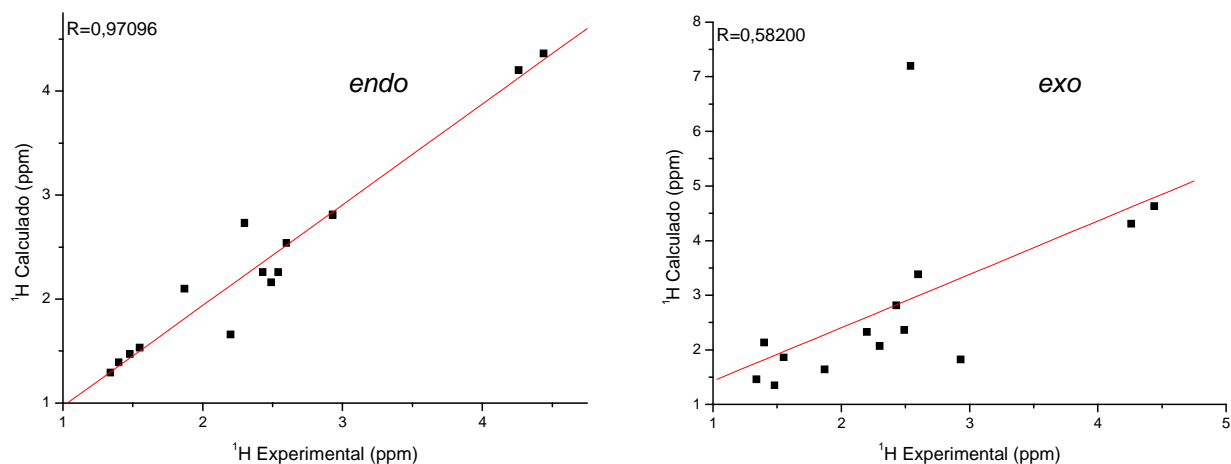 R=0,97096
endo
4
3
2
1
1 2 3 4
¹H Calculado (ppm)
¹H Experimental (ppm)
R=0,58200
exo
8
7
6
5
4
3
2
1
1 2 3 4 5
¹H Calculado (ppm)
¹H Experimental (ppm)